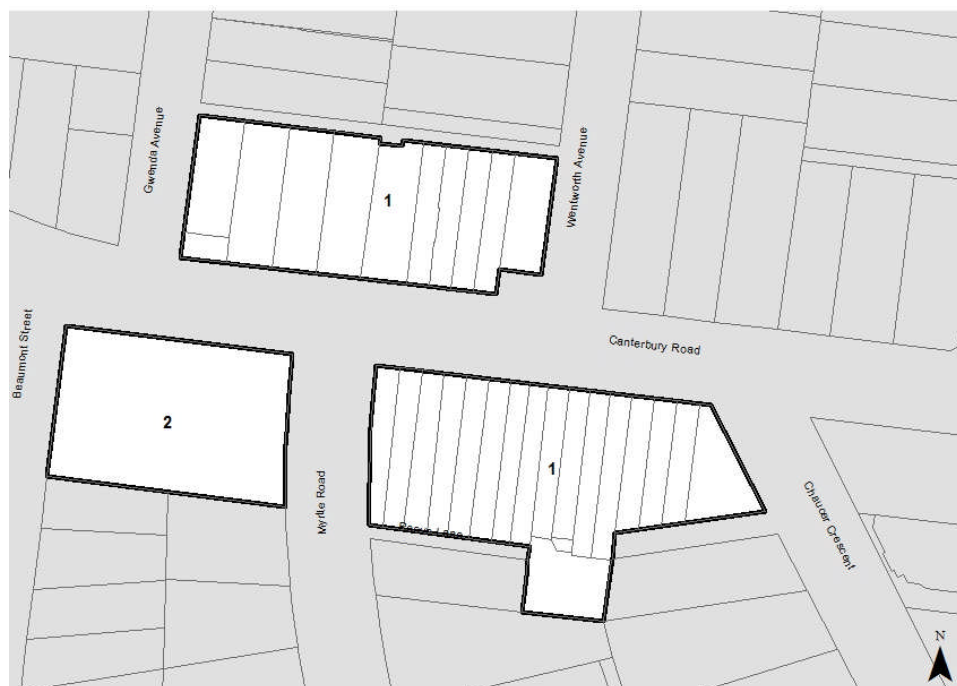 Gwenda Avenue
Wentworth Avenue
1
Beaumont Street
Canterbury Road
2
1
Myrtle Road
Chaucer Crescent
N